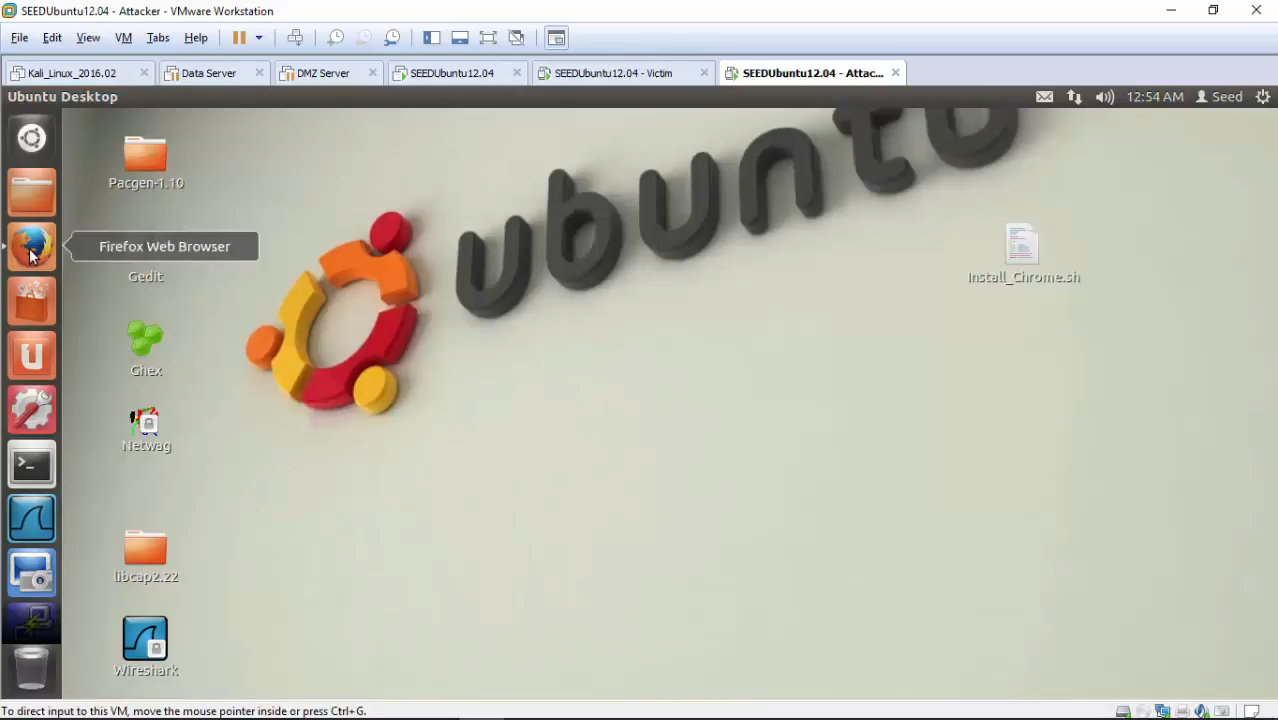 SEEDUbuntu12.04 - Attacker - VMware Workstation
File Edit View VM Tabs Help
Kali_Linux_2016.02 Data Server DMZ Server SEEDUbuntu12.04 SEEDUbuntu12.04 - Victim SEEDUbuntu12.04 - Attac...
Ubuntu Desktop 12:54 AM Seed
ubuntu
Pacgen-1.10
Firefox Web Browser
Gedit
Install_Chrome.sh
Ghex
Netwag
libcap2.22
Wireshark
To direct input to this VM, move the mouse pointer inside or press Ctrl+G.